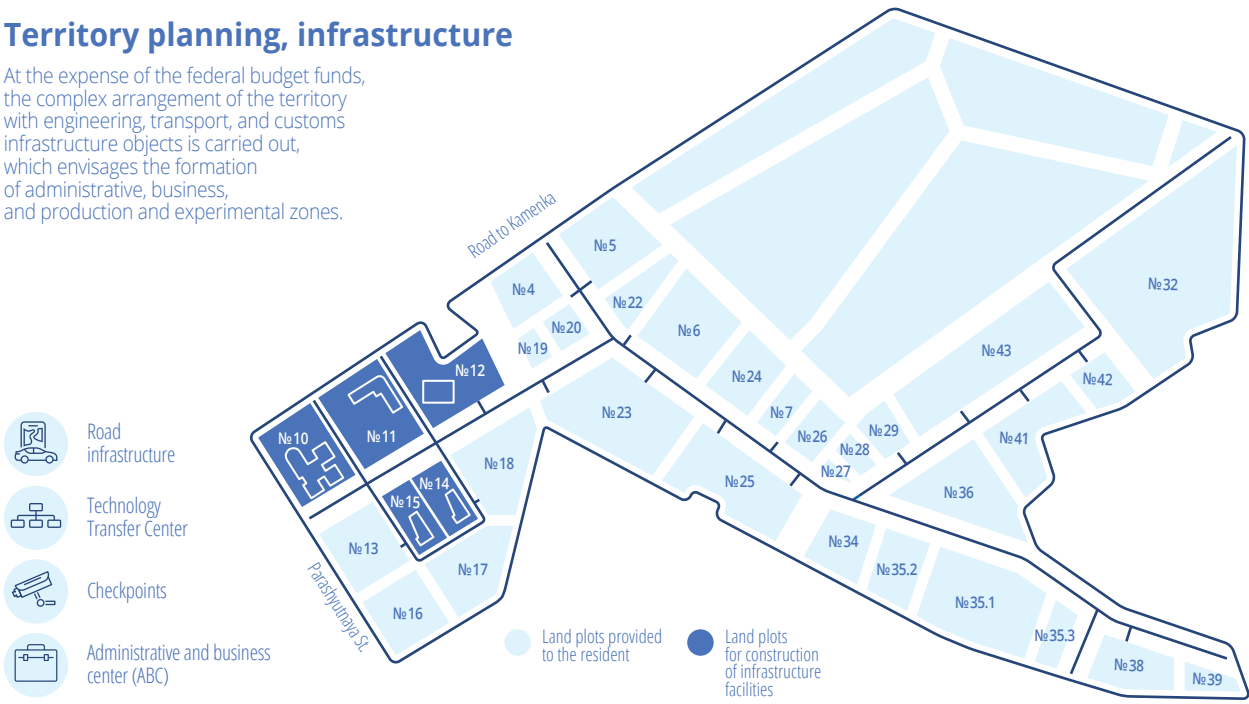 Territory planning, infrastructure
At the expense of the federal budget funds,
the complex arrangement of the territory
with engineering, transport, and customs
infrastructure objects is carried out,
which envisages the formation
of administrative, business,
and production and experimental zones.
Road to Kamenka
№5
№4
№22
№20
№19
№6
№32
№43
№12
№24
№42
№23
№7
№10
№11
№26
№29
№28
№27
№41
№18
№14
№15
№25
№36
№13
№34
№17
№35.2
№16
№35.1
№35.3
№38
№39
Parashyutnaya St.
Road
infrastructure
Technology
Transfer Center
Checkpoints
Administrative and business
center (ABC)
Land plots provided
to the resident
Land plots
for construction
of infrastructure
facilities